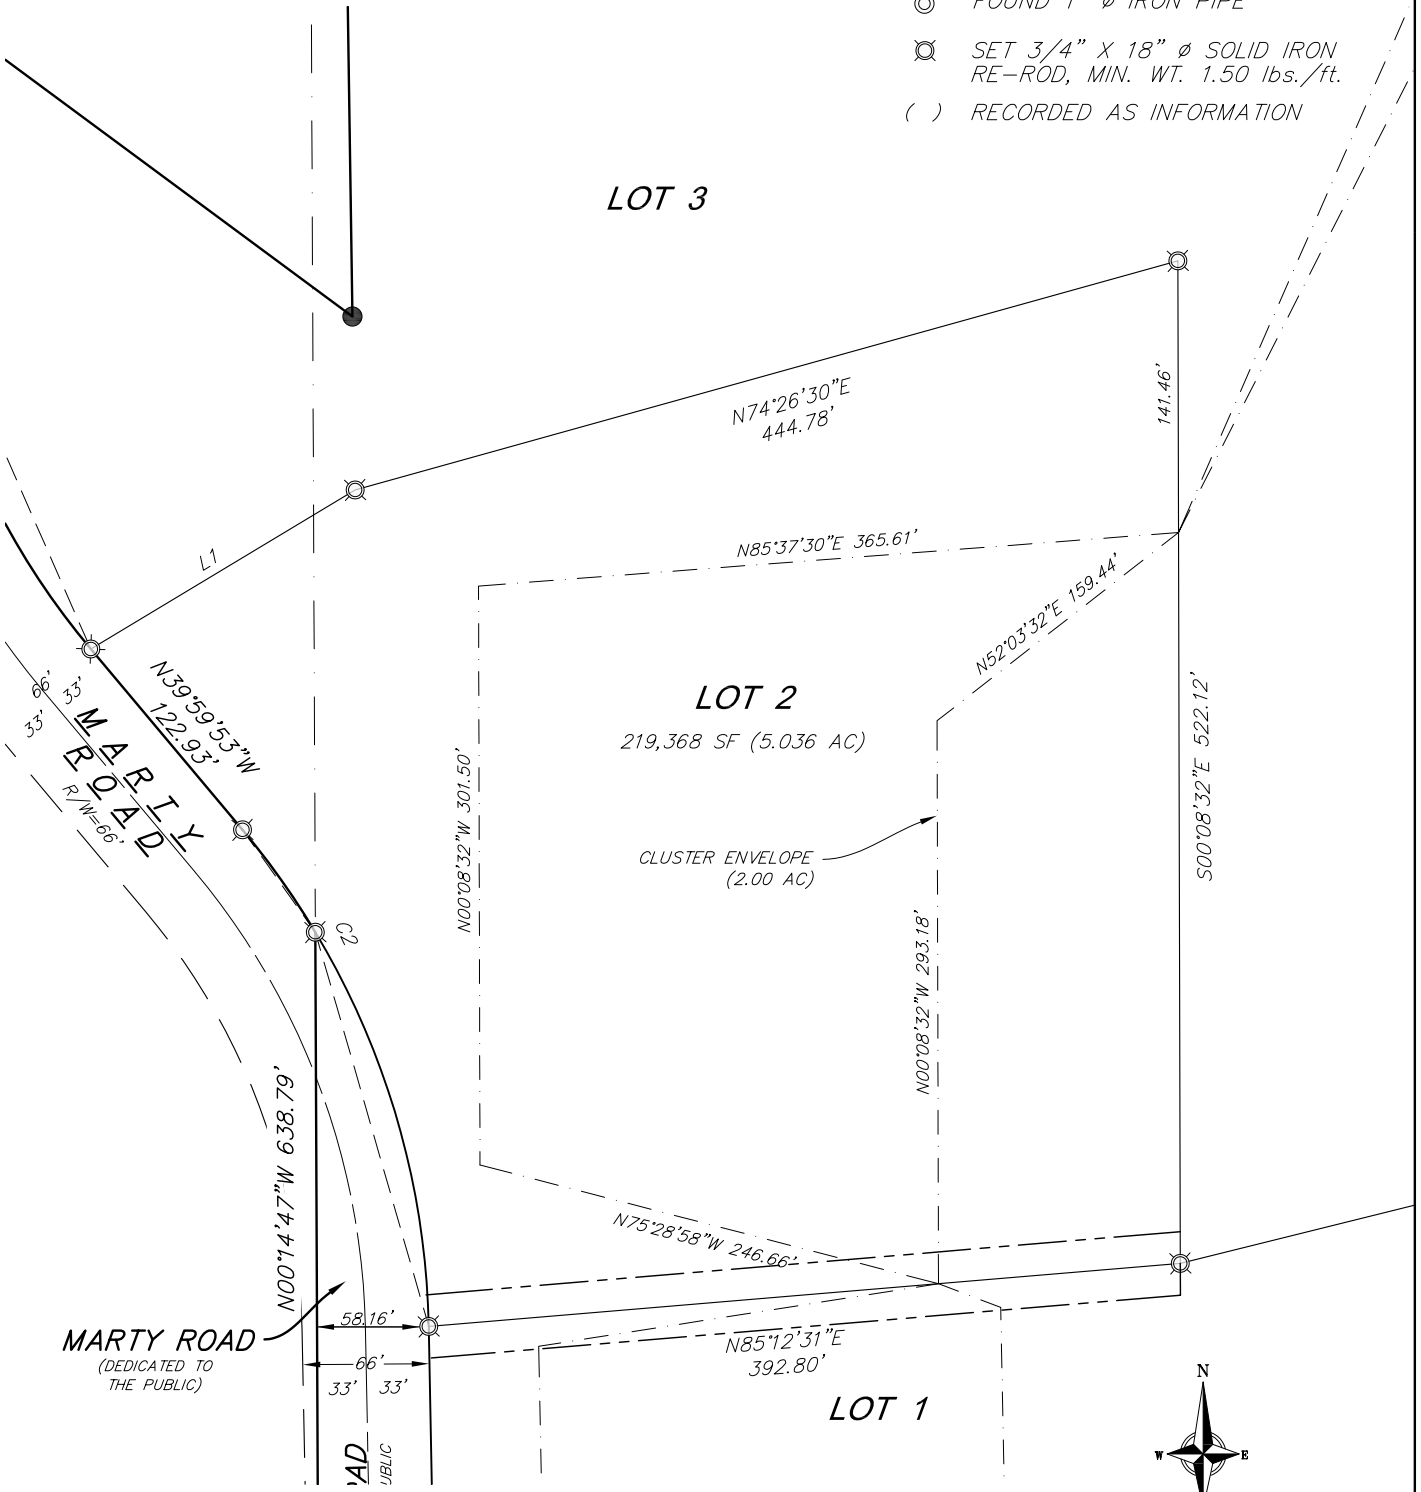 FOUND 1" Ø IRON PIPE
SET 3/4" X 18" Ø SOLID IRON
RE-ROD, MIN. WT. 1.50 lbs./ft.
( ) RECORDED AS INFORMATION
LOT 3
N74°26'30"E
444.78'
141.46'
L1
N85°37'30"E 365.61'
N52°03'32"E 159.44'
N39°59'53"W
122.93'
66'
33'
33'
MARTY
ROAD
R/W=66'
LOT 2
219,368 SF (5.036 AC)
N00°08'32"W 301.50'
S00°08'32"E 522.12'
CLUSTER ENVELOPE
(2.00 AC)
C2
N00°08'32"W 293.18'
N00°14'47"W 638.79'
N75°28'58"W 246.66'
58.16'
MARTY ROAD
(DEDICATED TO
THE PUBLIC)
66'
33' 33'
N85°12'31"E
392.80'
LOT 1
N
W E